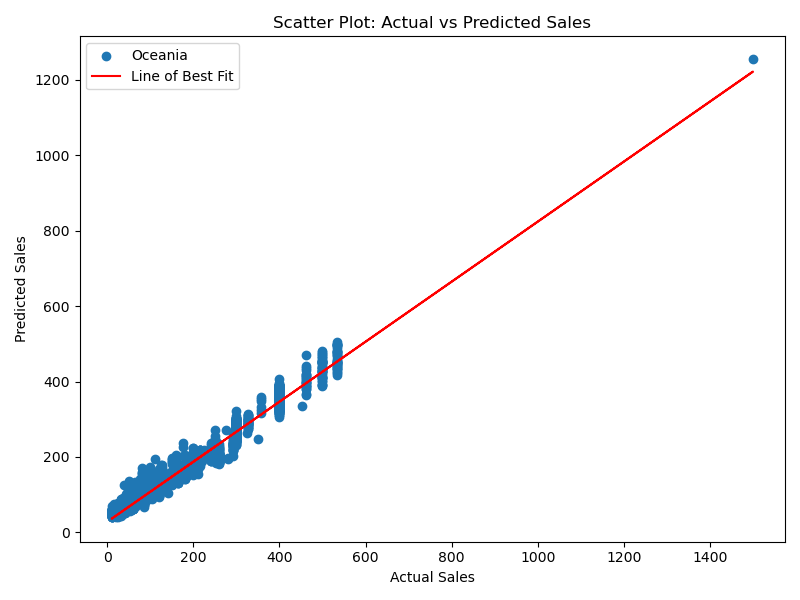 Scatter Plot: Actual vs Predicted Sales
Oceania
Line of Best Fit
Predicted Sales
1200
1000
800
600
400
200
0
0 200 400 600 800 1000 1200 1400
Actual Sales